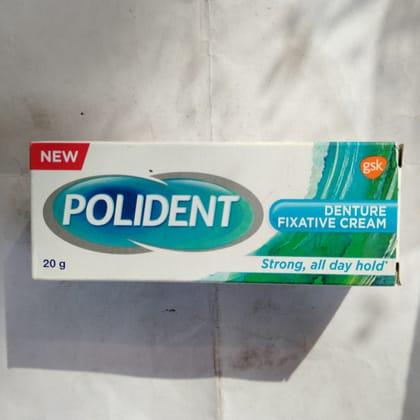 NEW
gsk
POLIDENT
DENTURE
FIXATIVE CREAM
20 g
Strong, all day hold*